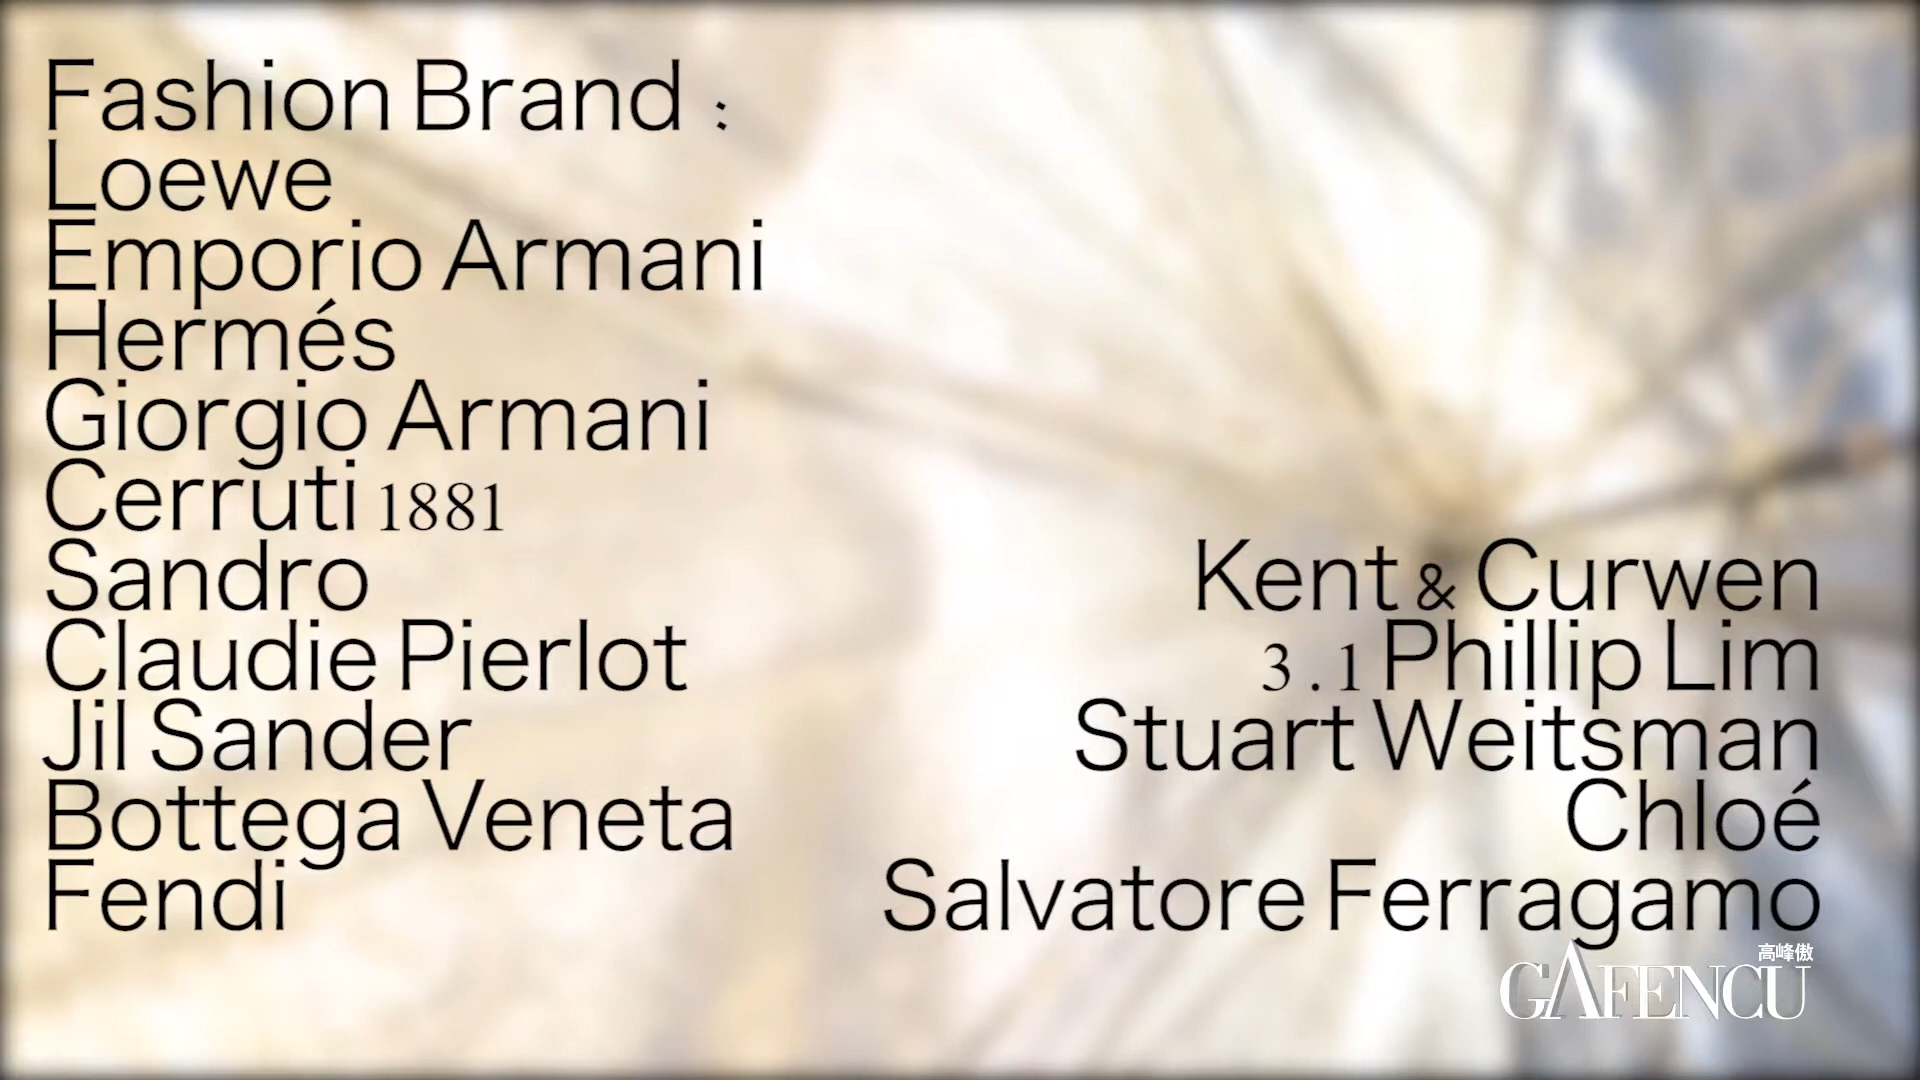 Fashion Brand :
Loewe
Emporio Armani
Hermés
Giorgio Armani
Cerruti 1881
Sandro
Claudie Pierlot
Jil Sander
Bottega Veneta
Fendi
Kent & Curwen
3.1 Phillip Lim
Stuart Weitsman
Chloé
Salvatore Ferragamo
高峰傲
GAFENCU